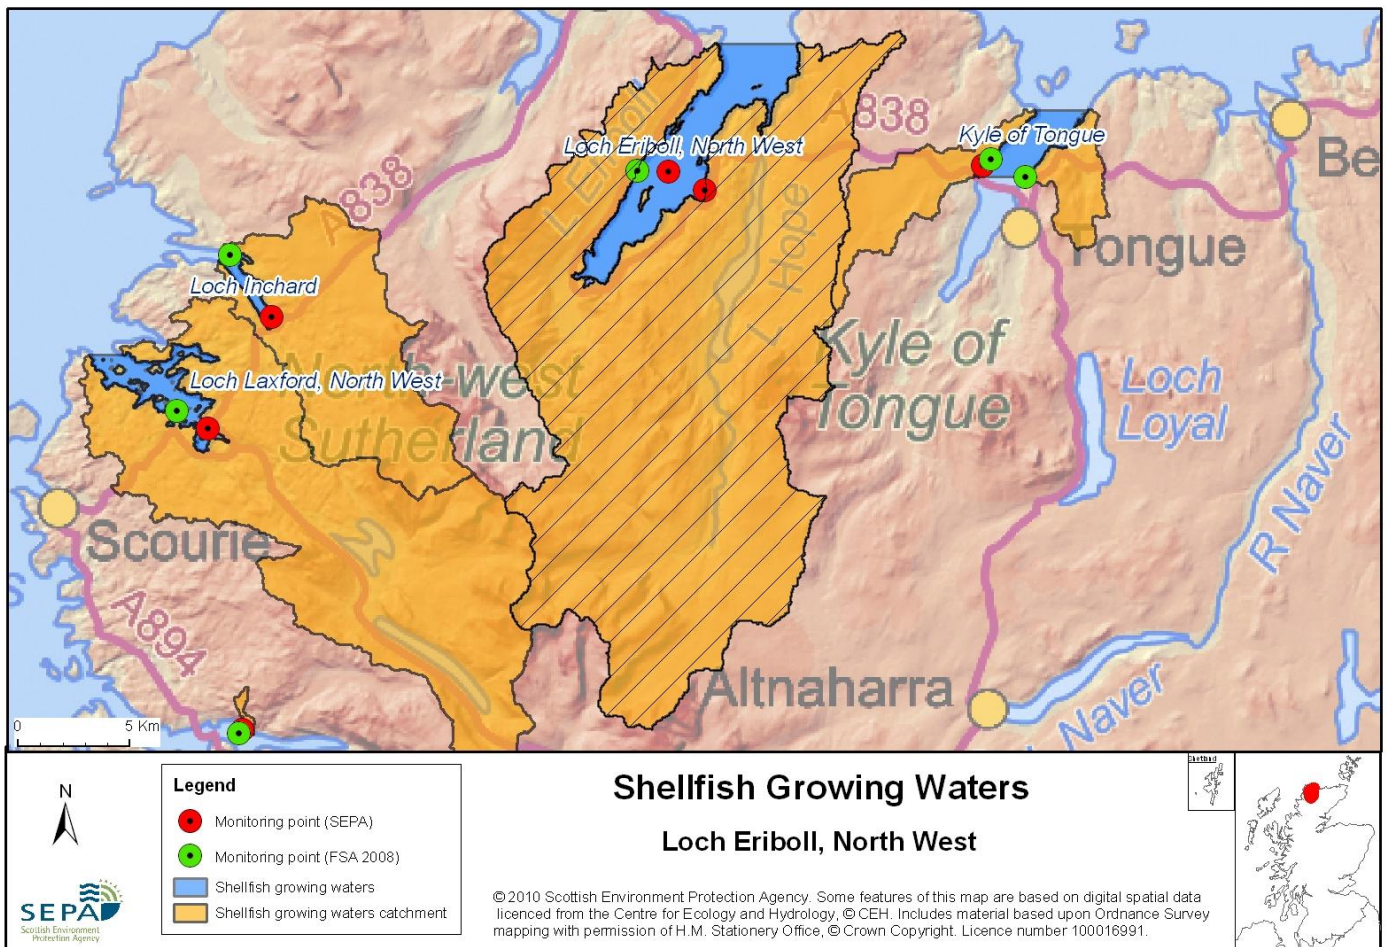 L Eriboll
A838
Loch Eriboll, North West
Kyle of Tongue
Be
A838
L Hope
Tongue
Loch Inchard
Kyle of
Tongue
North-west
Sutherland
Loch Laxford, North West
Loch
Loyal
R Naver
Scourie
A894
Altnaharra
Naver
0 5 Km
N
SEPA
Scottish Environment
Protection Agency
Legend
Monitoring point (SEPA)
Monitoring point (FSA 2008)
Shellfish growing waters
Shellfish growing waters catchment
Shellfish Growing Waters
Loch Eriboll, North West
© 2010 Scottish Environment Protection Agency. Some features of this map are based on digital spatial data
licenced from the Centre for Ecology and Hydrology, © CEH. Includes material based upon Ordnance Survey
mapping with permission of H.M. Stationery Office, © Crown Copyright. Licence number 100016991.
Shetland